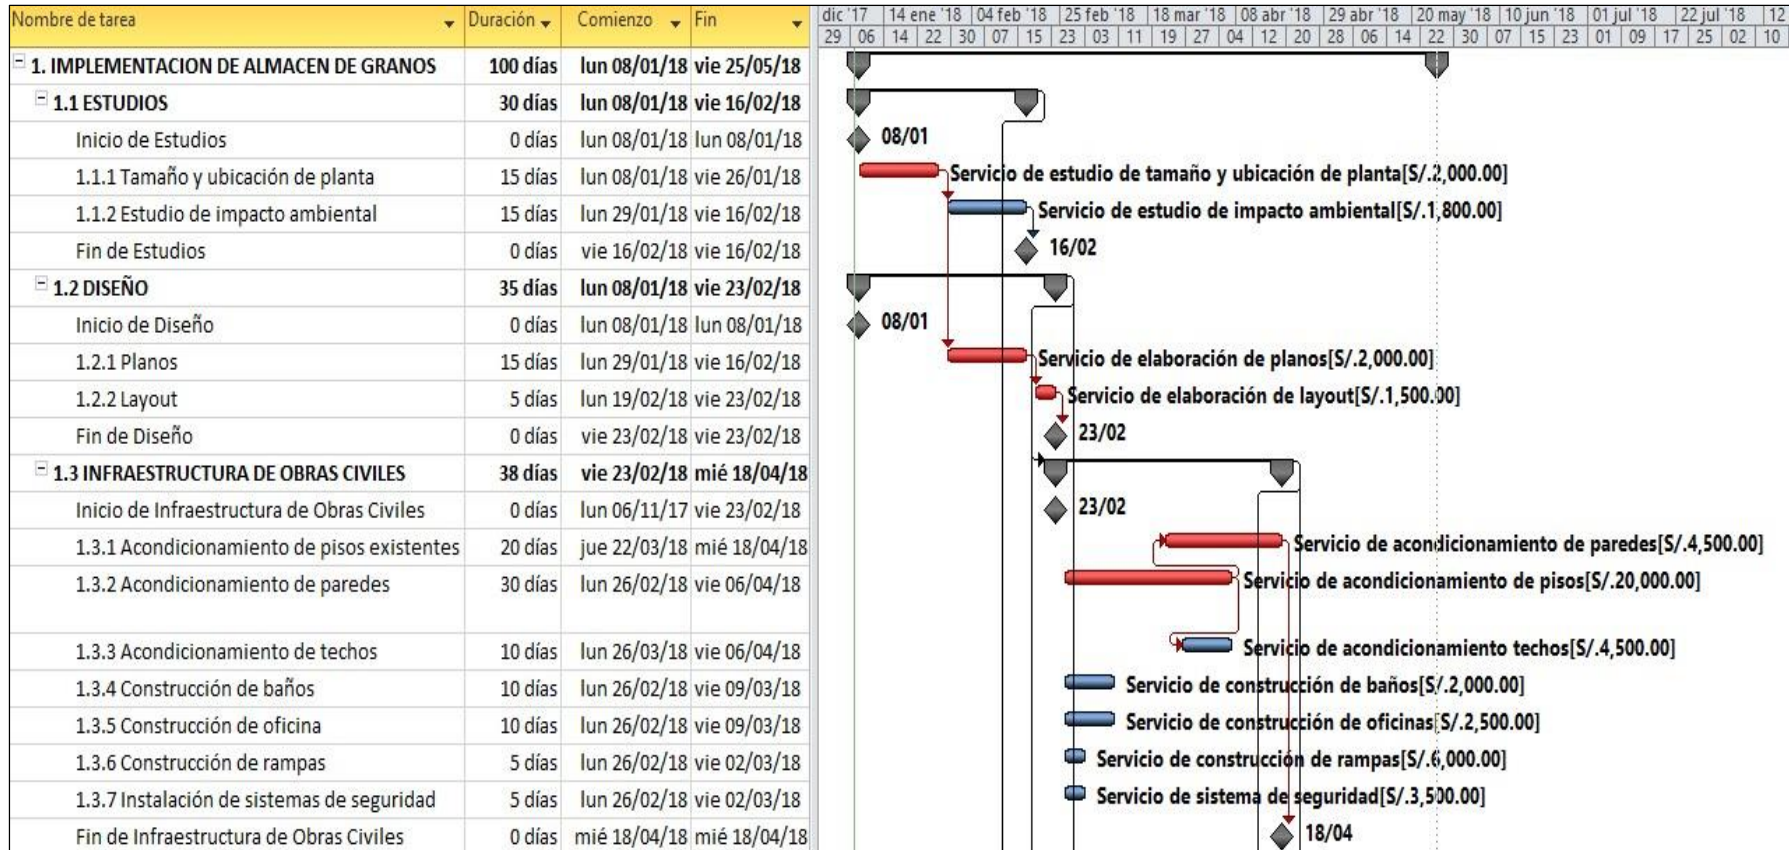 Nombre de tarea Duración Comienzo Fin dic '17 14 ene '18 04 feb '18 25 feb '18 18 mar '18 08 abr '18 29 abr '18 20 may '18 10 jun '18 01 jul '18 22 jul '18 12
29 06 14 22 30 07 15 23 03 11 19 27 04 12 20 28 06 14 22 30 07 15 23 01 09 17 25 02 10
1. IMPLEMENTACION DE ALMACEN DE GRANOS 100 días lun 08/01/18 vie 25/05/18
1.1 ESTUDIOS 30 días lun 08/01/18 vie 16/02/18
Inicio de Estudios 0 días lun 08/01/18 lun 08/01/18 08/01
1.1.1 Tamaño y ubicación de planta 15 días lun 08/01/18 vie 26/01/18 Servicio de estudio de tamaño y ubicación de planta[S/.2,000.00]
1.1.2 Estudio de impacto ambiental 15 días lun 29/01/18 vie 16/02/18 Servicio de estudio de impacto ambiental[S/.1,800.00]
Fin de Estudios 0 días vie 16/02/18 vie 16/02/18 16/02
1.2 DISEÑO 35 días lun 08/01/18 vie 23/02/18
Inicio de Diseño 0 días lun 08/01/18 lun 08/01/18 08/01
1.2.1 Planos 15 días lun 29/01/18 vie 16/02/18 Servicio de elaboración de planos[S/.2,000.00]
1.2.2 Layout 5 días lun 19/02/18 vie 23/02/18 Servicio de elaboración de layout[S/.1,500.00]
Fin de Diseño 0 días vie 23/02/18 vie 23/02/18 23/02
1.3 INFRAESTRUCTURA DE OBRAS CIVILES 38 días vie 23/02/18 mié 18/04/18
Inicio de Infraestructura de Obras Civiles 0 días lun 06/11/17 vie 23/02/18 23/02
1.3.1 Acondicionamiento de pisos existentes 20 días jue 22/03/18 mié 18/04/18 Servicio de acondicionamiento de paredes[S/.4,500.00]
1.3.2 Acondicionamiento de paredes 30 días lun 26/02/18 vie 06/04/18 Servicio de acondicionamiento de pisos[S/.20,000.00]
1.3.3 Acondicionamiento de techos 10 días lun 26/03/18 vie 06/04/18 Servicio de acondicionamiento techos[S/.4,500.00]
1.3.4 Construcción de baños 10 días lun 26/02/18 vie 09/03/18 Servicio de construcción de baños[S/.2,000.00]
1.3.5 Construcción de oficina 10 días lun 26/02/18 vie 09/03/18 Servicio de construcción de oficinas[S/.2,500.00]
1.3.6 Construcción de rampas 5 días lun 26/02/18 vie 02/03/18 Servicio de construcción de rampas[S/.6,000.00]
1.3.7 Instalación de sistemas de seguridad 5 días lun 26/02/18 vie 02/03/18 Servicio de sistema de seguridad[S/.3,500.00]
Fin de Infraestructura de Obras Civiles 0 días mié 18/04/18 mié 18/04/18 18/04